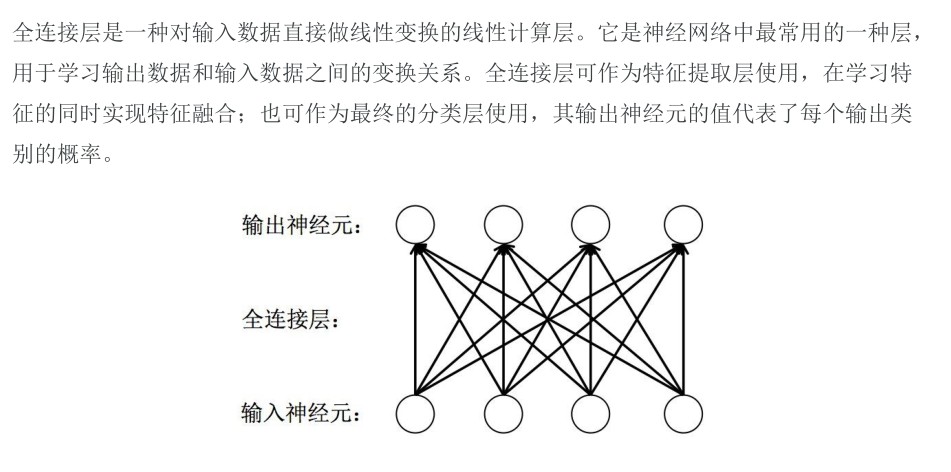 全连接层是一种对输入数据直接做线性变换的线性计算层。它是神经网络中最常用的一种层，
用于学习输出数据和输入数据之间的变换关系。全连接层可作为特征提取层使用，在学习特
征的同时实现特征融合；也可作为最终的分类层使用，其输出神经元的值代表了每个输出类
别的概率。
输出神经元：
全连接层：
输入神经元：